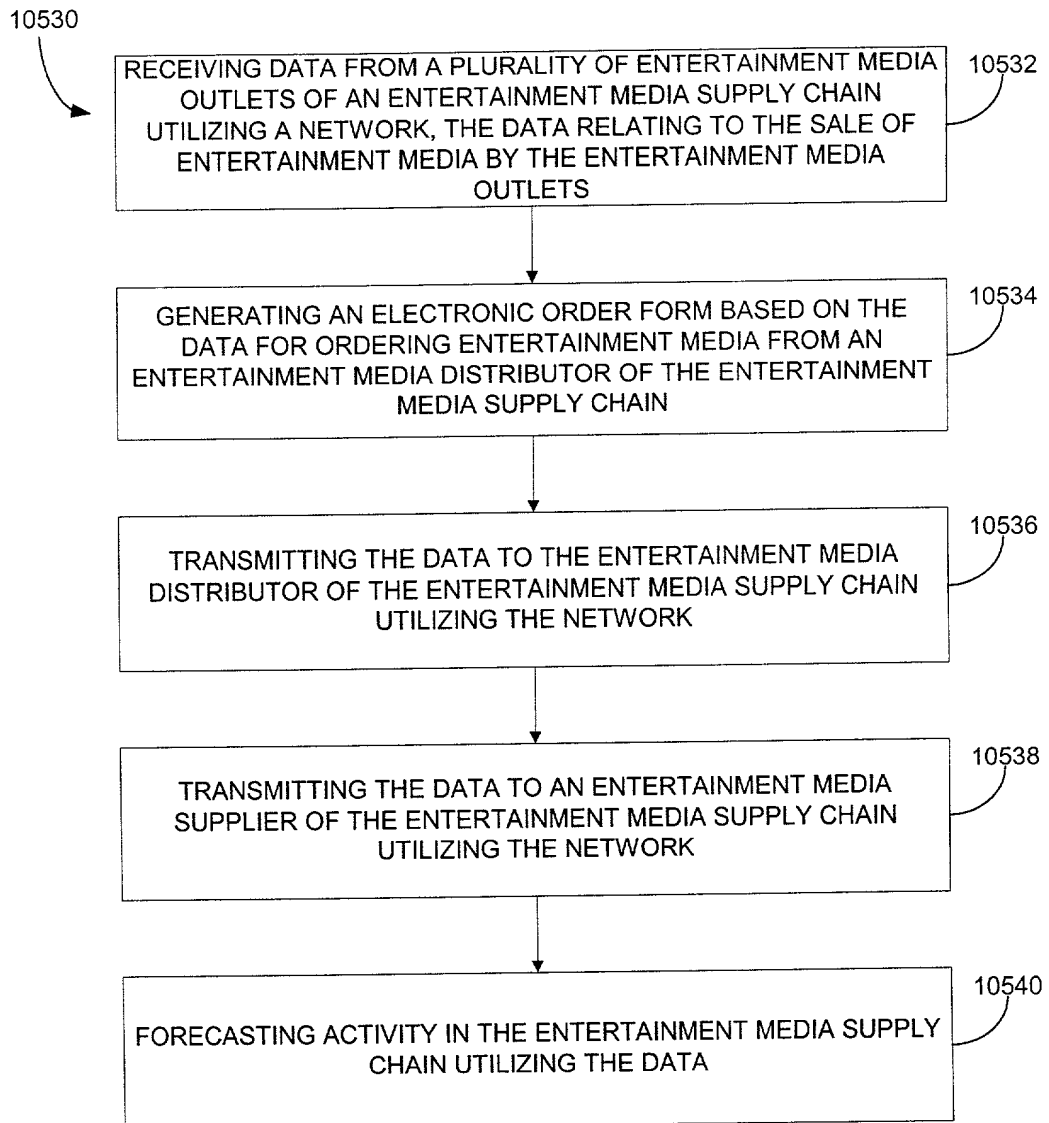 10530
RECEIVING DATA FROM A PLURALITY OF ENTERTAINMENT MEDIA
OUTLETS OF AN ENTERTAINMENT MEDIA SUPPLY CHAIN
UTILIZING A NETWORK, THE DATA RELATING TO THE SALE OF
ENTERTAINMENT MEDIA BY THE ENTERTAINMENT MEDIA
OUTLETS
10532
GENERATING AN ELECTRONIC ORDER FORM BASED ON THE
DATA FOR ORDERING ENTERTAINMENT MEDIA FROM AN
ENTERTAINMENT MEDIA DISTRIBUTOR OF THE ENTERTAINMENT
MEDIA SUPPLY CHAIN
10534
TRANSMITTING THE DATA TO THE ENTERTAINMENT MEDIA
DISTRIBUTOR OF THE ENTERTAINMENT MEDIA SUPPLY CHAIN
UTILIZING THE NETWORK
10536
TRANSMITTING THE DATA TO AN ENTERTAINMENT MEDIA
SUPPLIER OF THE ENTERTAINMENT MEDIA SUPPLY CHAIN
UTILIZING THE NETWORK
10538
FORECASTING ACTIVITY IN THE ENTERTAINMENT MEDIA SUPPLY
CHAIN UTILIZING THE DATA
10540